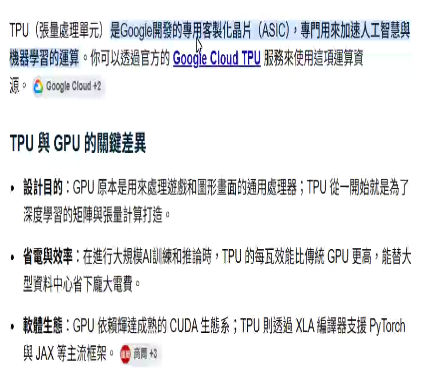 TPU（張量處理單元）是Google開發的專用客製化晶片（ASIC），專門用來加速人工智慧與
機器學習的運算。你可以透過官方的 Google Cloud TPU 服務來使用這項運算資
源。 Google Cloud +2
TPU 與 GPU 的關鍵差異
• 設計目的：GPU 原本是用來處理遊戲和圖形畫面的通用處理器；TPU 從一開始就是為了
深度學習的矩陣與張量計算打造。
• 省電與效率：在進行大規模AI訓練和推論時，TPU 的每瓦效能比傳統 GPU 更高，能替大
型資料中心省下龐大電費。
• 軟體生態：GPU 依賴輝達成熟的 CUDA 生態系；TPU 則透過 XLA 編譯器支援 PyTorch
與 JAX 等主流框架。 商周 +3